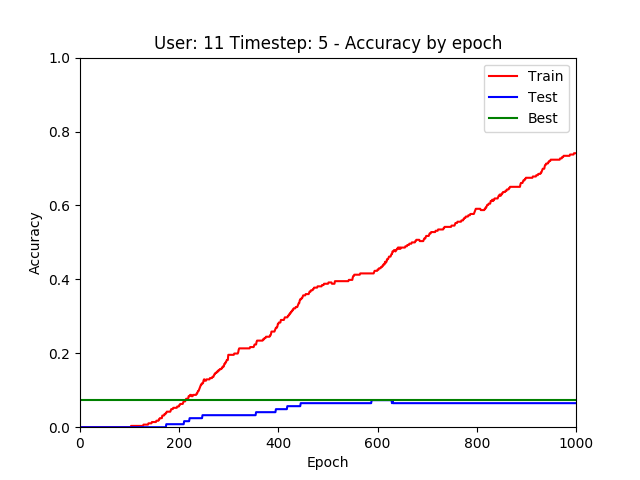 User: 11 Timestep: 5 - Accuracy by epoch
1.0
0.8
0.6
0.4
0.2
0.0
Accuracy
Train
Test
Best
0 200 400 600 800 1000
Epoch